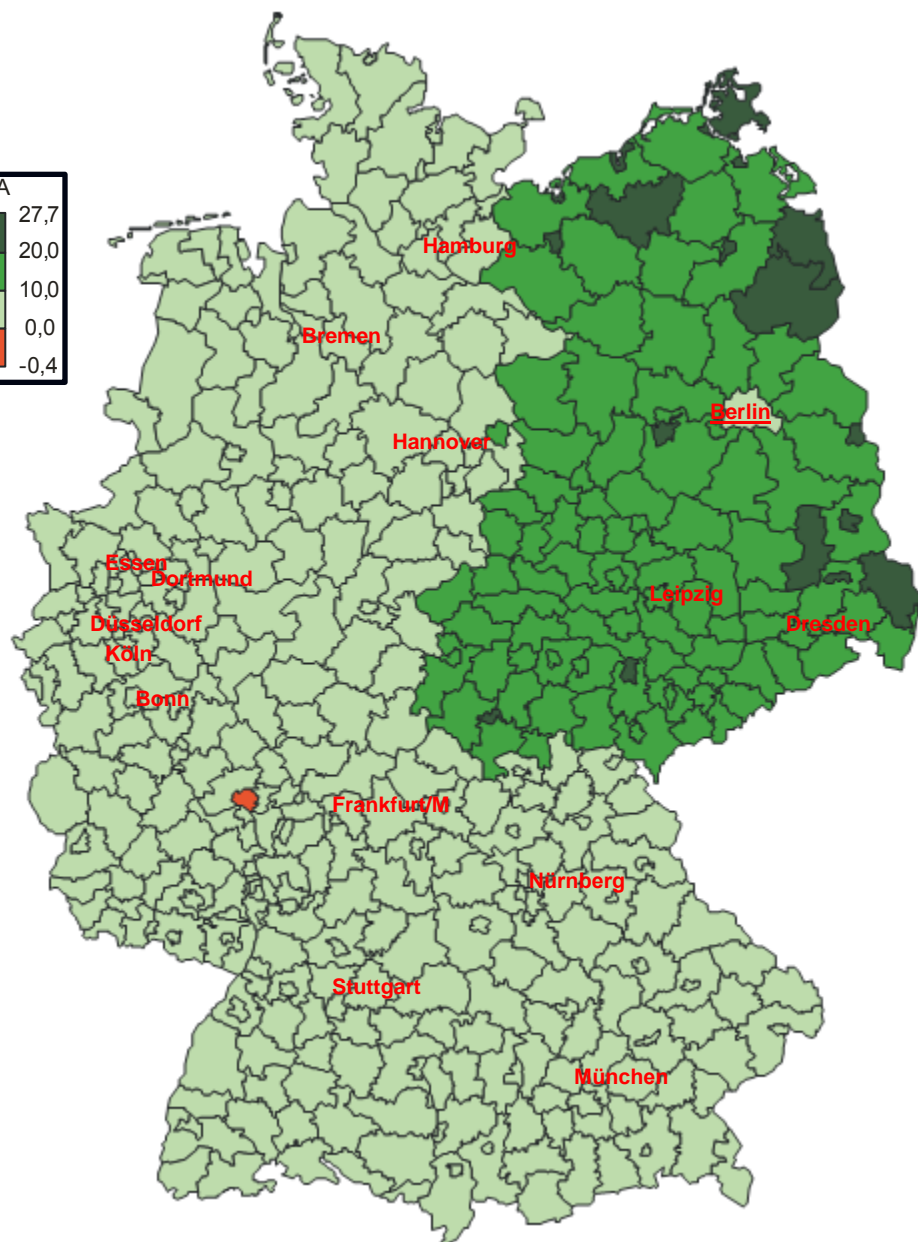 A
27,7
20,0
10,0
0,0
-0,4
Hamburg
Bremen
Berlin
Hannover
Essen
Dortmund
Leipzig
Düsseldorf
Dresden
Köln
Bonn
Frankfurt/M
Nürnberg
Stuttgart
München